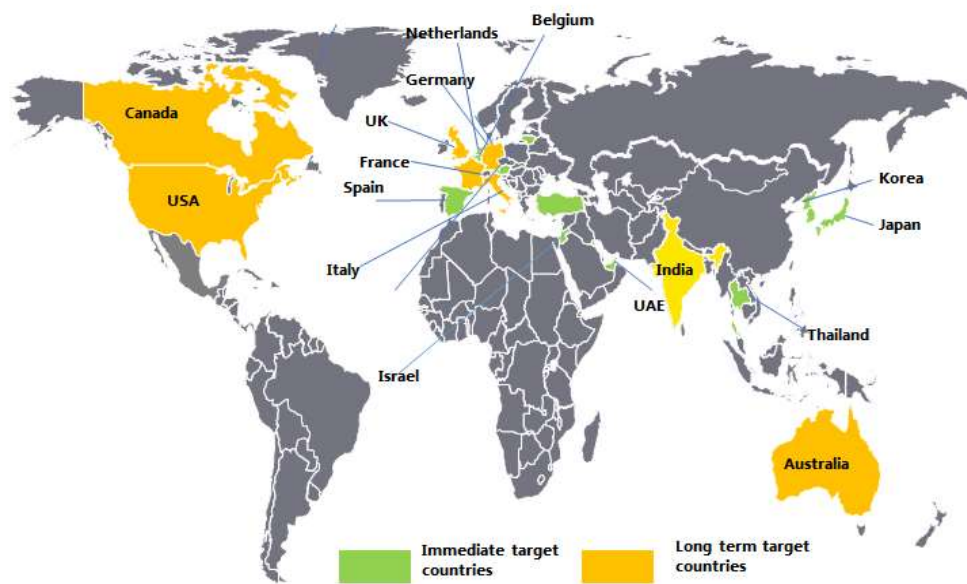 Belgium
Netherlands
Germany
Canada
UK
France
Korea
Spain
USA
Japan
Italy
India
UAE
Thailand
Israel
Australia
Immediate target
countries
Long term target
countries